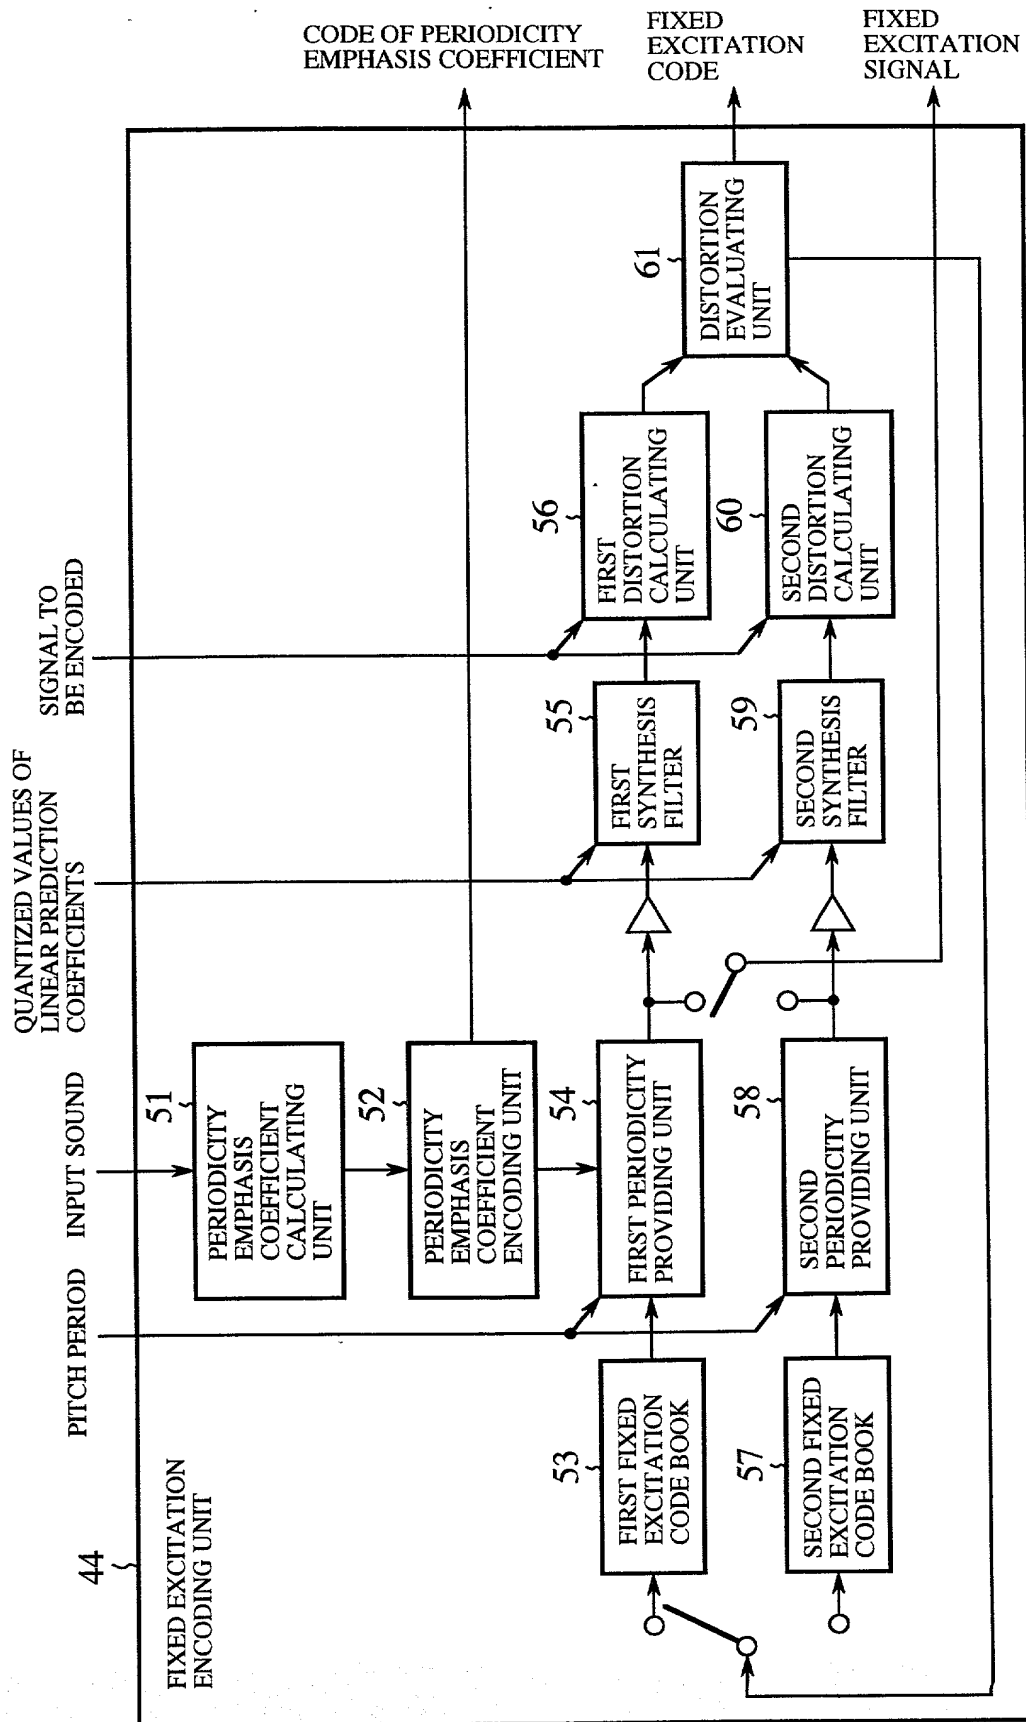 CODE OF PERIODICITY
EMPHASIS COEFFICIENT
FIXED
EXCITATION
CODE
FIXED
EXCITATION
SIGNAL
SIGNAL TO
BE ENCODED
QUANTIZED VALUES OF
LINEAR PREDICTION
COEFFICIENTS
INPUT SOUND
PITCH PERIOD
44
FIXED EXCITATION
ENCODING UNIT
51
PERIODICITY
EMPHASIS
COEFFICIENT
CALCULATING
UNIT
52
PERIODICITY
EMPHASIS
COEFFICIENT
ENCODING UNIT
53
FIRST FIXED
EXCITATION
CODE BOOK
54
FIRST PERIODICITY
PROVIDING UNIT
55
FIRST
SYNTHESIS
FILTER
56
FIRST
DISTORTION
CALCULATING
UNIT
57
SECOND FIXED
EXCITATION
CODE BOOK
58
SECOND
PERIODICITY
PROVIDING UNIT
59
SECOND
SYNTHESIS
FILTER
60
SECOND
DISTORTION
CALCULATING
UNIT
61
DISTORTION
EVALUATING
UNIT